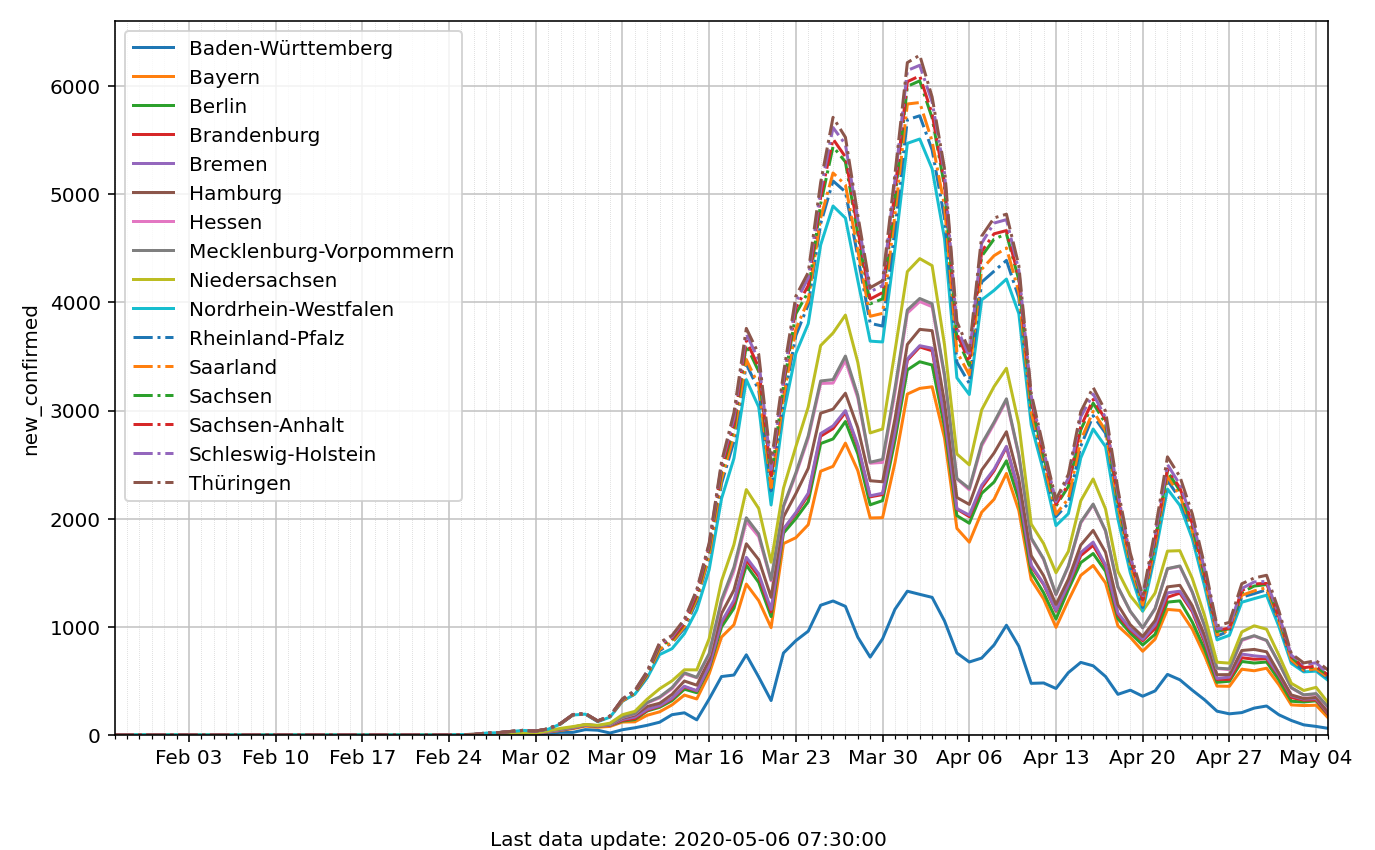 6000
5000
4000
3000
2000
1000
0
new_confirmed
Baden-Württemberg
Bayern
Berlin
Brandenburg
Bremen
Hamburg
Hessen
Mecklenburg-Vorpommern
Niedersachsen
Nordrhein-Westfalen
Rheinland-Pfalz
Saarland
Sachsen
Sachsen-Anhalt
Schleswig-Holstein
Thüringen
Feb 03 Feb 10 Feb 17 Feb 24 Mar 02 Mar 09 Mar 16 Mar 23 Mar 30 Apr 06 Apr 13 Apr 20 Apr 27 May 04
Last data update: 2020-05-06 07:30:00